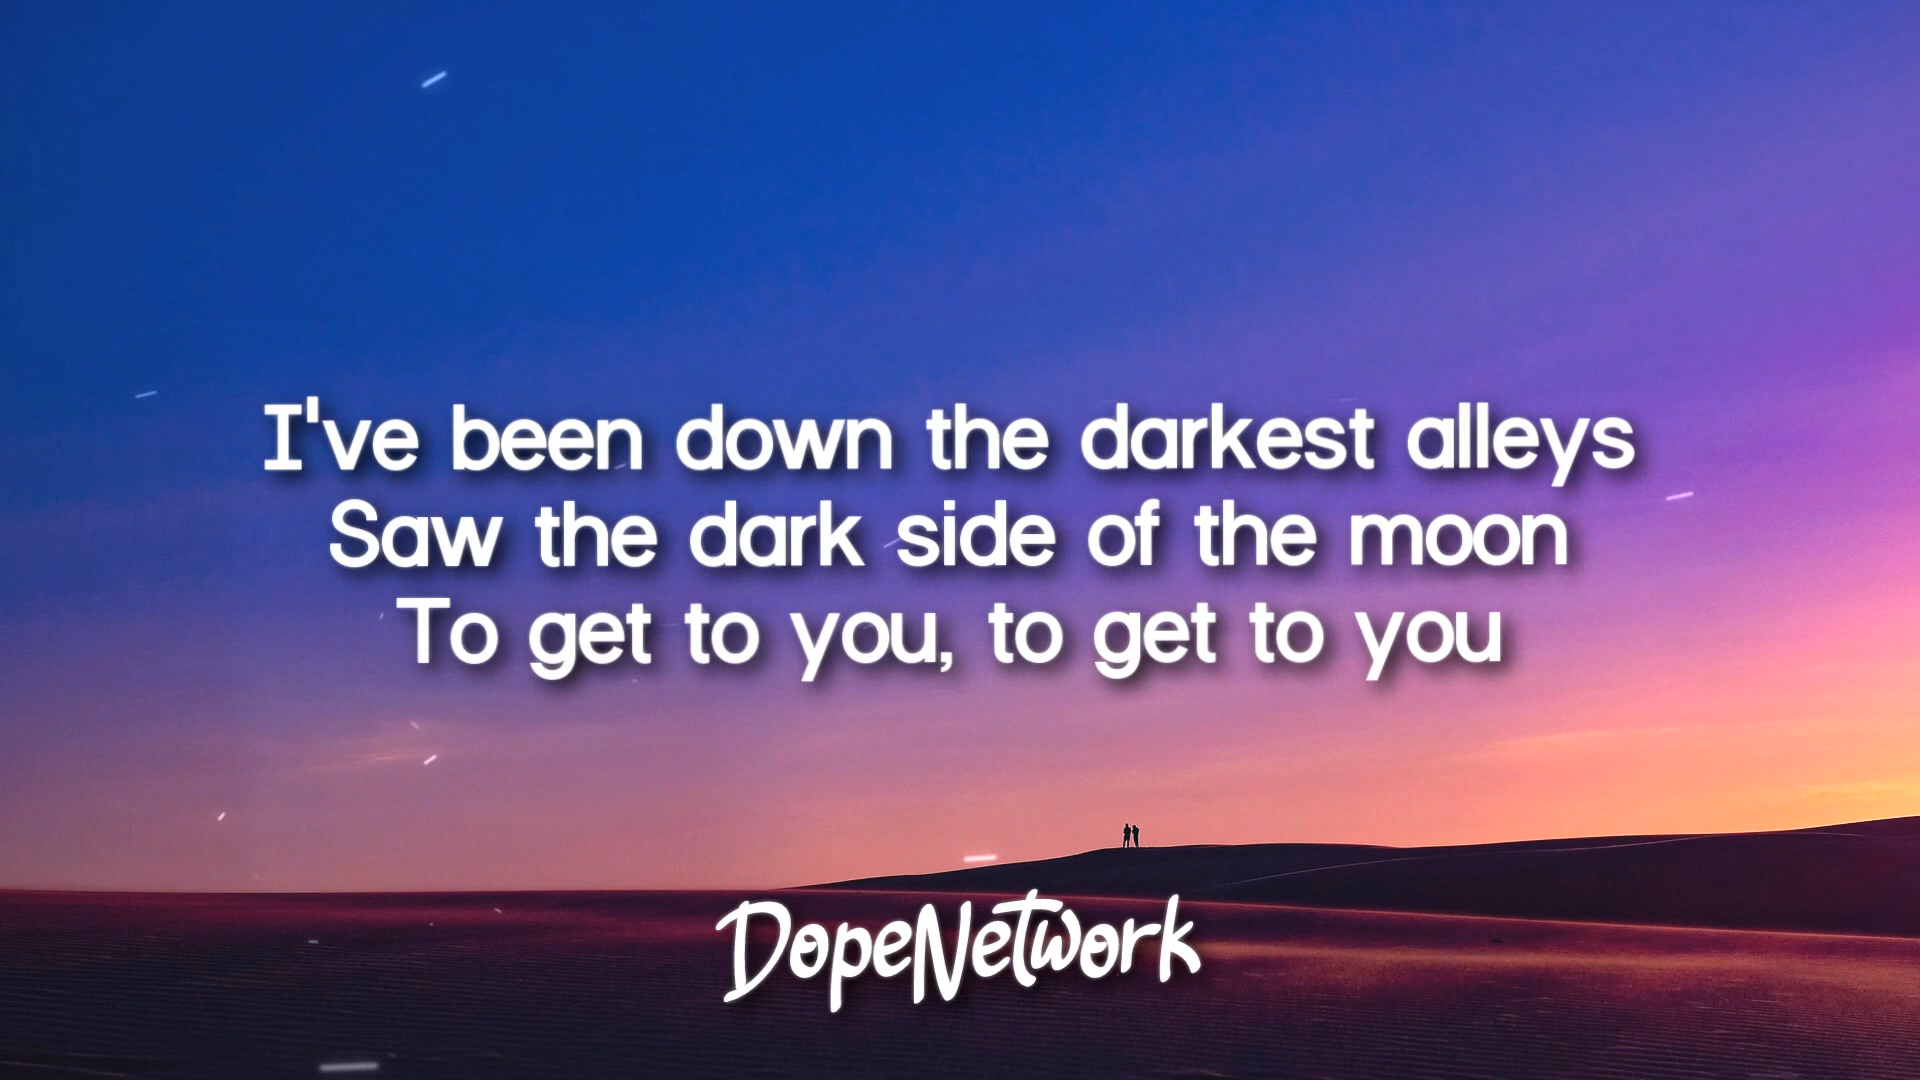 I've been down the darkest alleys
Saw the dark side of the moon
To get to you, to get to you
DopeNetwork